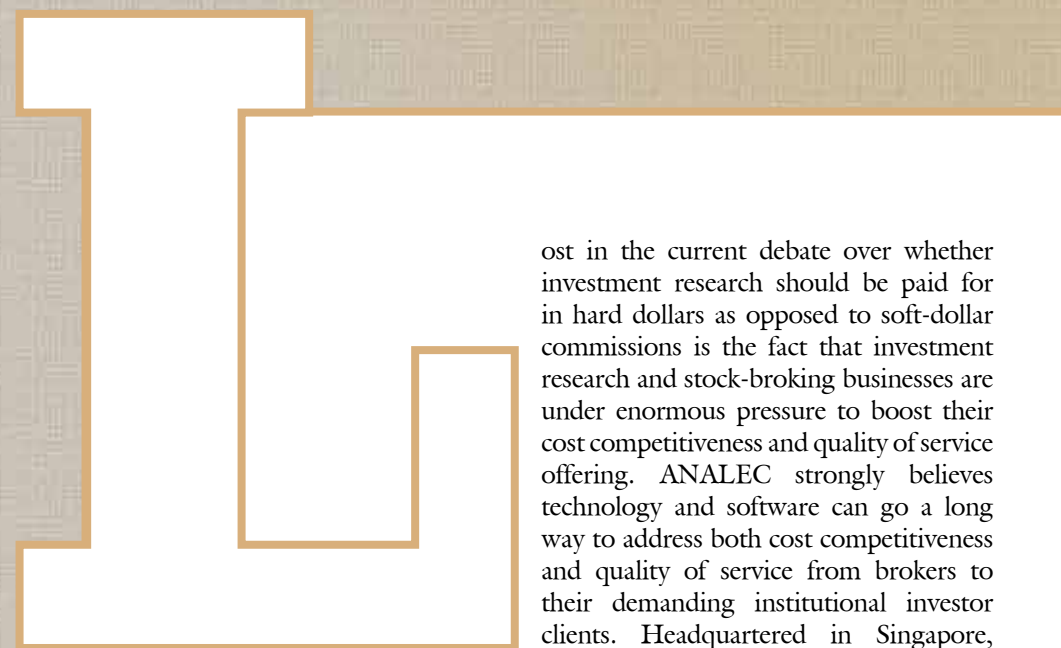 Lost in the current debate over whether
investment research should be paid for
in hard dollars as opposed to soft-dollar
commissions is the fact that investment
research and stock-broking businesses are
under enormous pressure to boost their
cost competitiveness and quality of service
offering. ANALEC strongly believes
technology and software can go a long
way to address both cost competitiveness
and quality of service from brokers to
their demanding institutional investor
clients. Headquartered in Singapore,